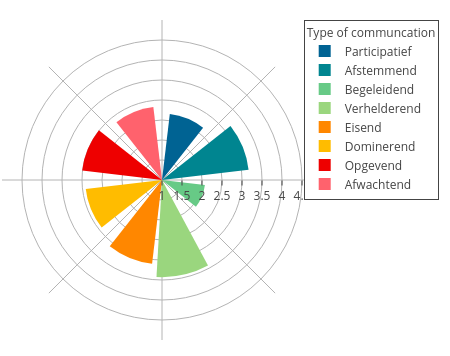 Type of communcation
Participatief
Afstemmend
Begeleidend
Verhelderend
Eisend
Dominerend
Opgevend
Afwachtend
1 1.5 2 2.5 3 3.5 4 4.